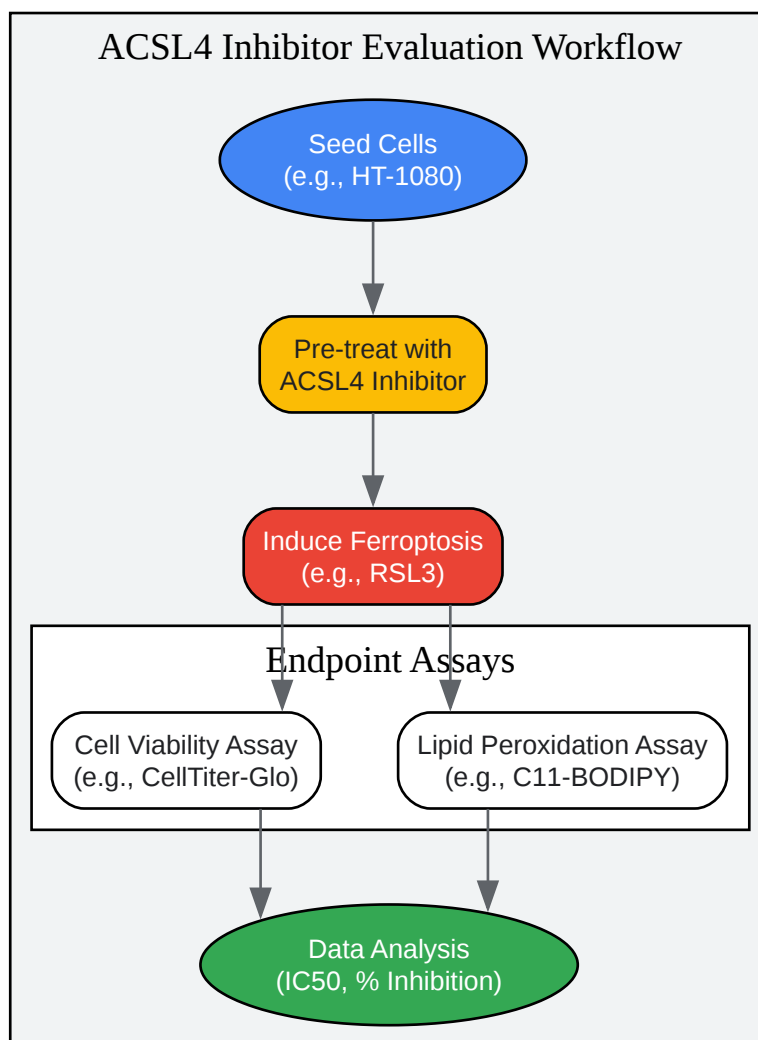 ACSL4 Inhibitor Evaluation Workflow
Seed Cells
(e.g., HT-1080)
Pre-treat with
ACSL4 Inhibitor
Induce Ferroptosis
(e.g., RSL3)
Endpoint Assays
Cell Viability Assay
(e.g., CellTiter-Glo)
Lipid Peroxidation Assay
(e.g., C11-BODIPY)
Data Analysis
(IC50, % Inhibition)